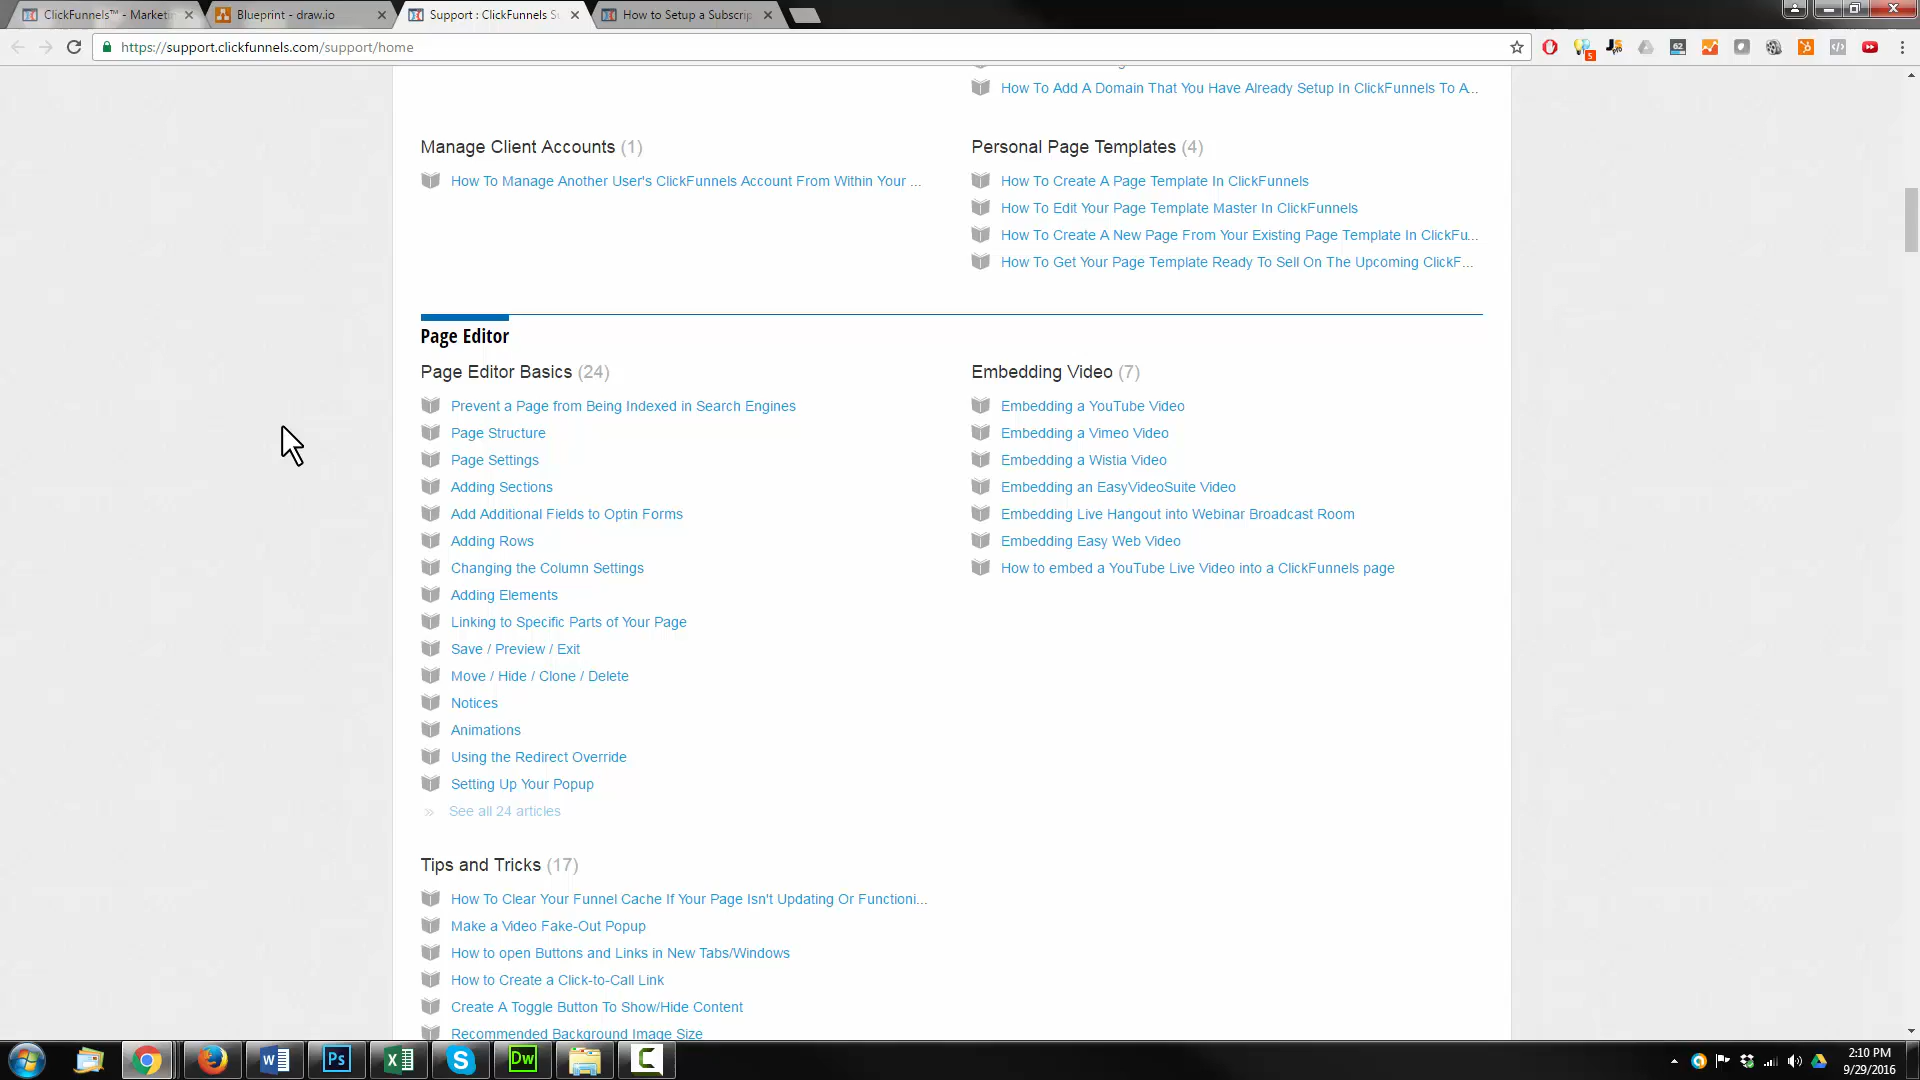 ClickFunnels™ - Marketin
Blueprint - draw.io
Support : ClickFunnels S
How to Setup a Subscrip
https://support.clickfunnels.com/support/home
5
62
How To Add A Domain That You Have Already Setup In ClickFunnels To A...
Manage Client Accounts (1)
How To Manage Another User's ClickFunnels Account From Within Your ...
Personal Page Templates (4)
How To Create A Page Template In ClickFunnels
How To Edit Your Page Template Master In ClickFunnels
How To Create A New Page From Your Existing Page Template In ClickFu...
How To Get Your Page Template Ready To Sell On The Upcoming ClickF...
Page Editor
Page Editor Basics (24)
Prevent a Page from Being Indexed in Search Engines
Page Structure
Page Settings
Adding Sections
Add Additional Fields to Optin Forms
Adding Rows
Changing the Column Settings
Adding Elements
Linking to Specific Parts of Your Page
Save / Preview / Exit
Move / Hide / Clone / Delete
Notices
Animations
Using the Redirect Override
Setting Up Your Popup
» See all 24 articles
Embedding Video (7)
Embedding a YouTube Video
Embedding a Vimeo Video
Embedding a Wistia Video
Embedding an EasyVideoSuite Video
Embedding Live Hangout into Webinar Broadcast Room
Embedding Easy Web Video
How to embed a YouTube Live Video into a ClickFunnels page
Tips and Tricks (17)
How To Clear Your Funnel Cache If Your Page Isn't Updating Or Functioni...
Make a Video Fake-Out Popup
How to open Buttons and Links in New Tabs/Windows
How to Create a Click-to-Call Link
Create A Toggle Button To Show/Hide Content
Recommended Background Image Size
Ps
Dw
2:10 PM
9/29/2016